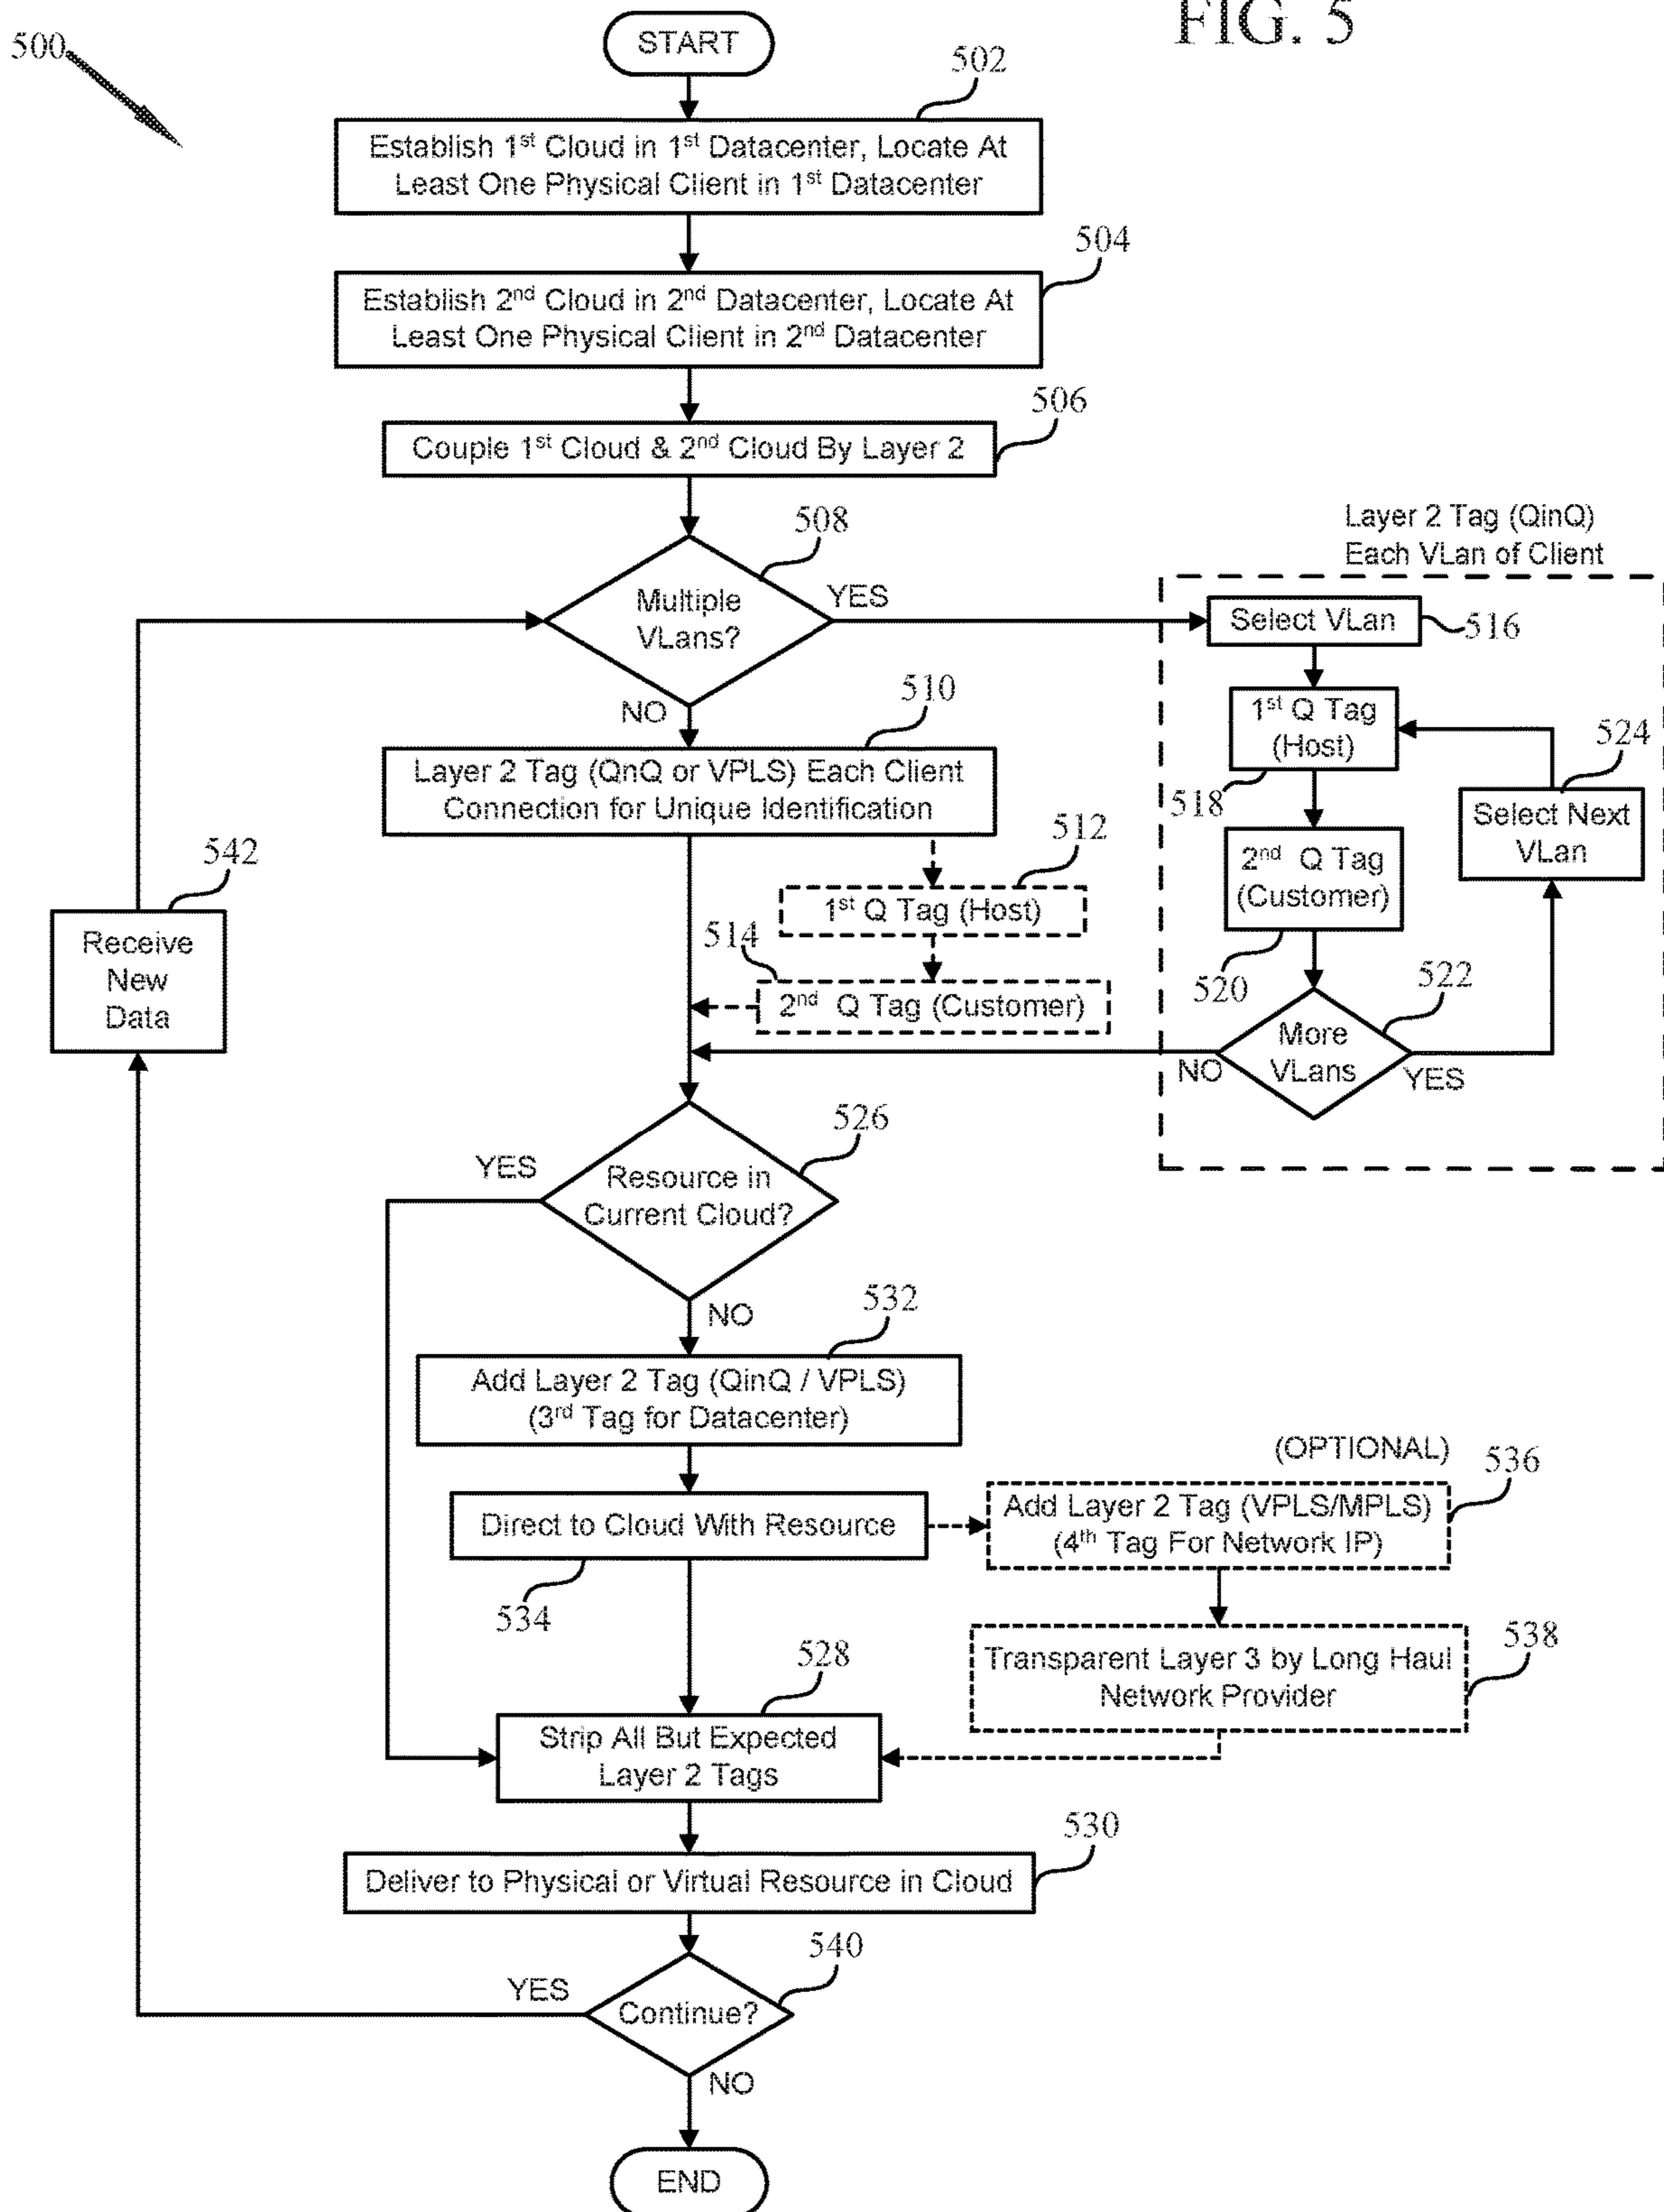 FIG. 5
500
START
502
Establish 1st Cloud in 1st Datacenter, Locate At
Least One Physical Client in 1st Datacenter
504
Establish 2nd Cloud in 2nd Datacenter, Locate At
Least One Physical Client in 2nd Datacenter
506
Couple 1st Cloud & 2nd Cloud By Layer 2
508
Multiple
VLans?
YES
NO
Layer 2 Tag (QinQ)
Each VLan of Client
Select VLan
516
1st Q Tag
(Host)
518
524
Select Next
VLan
2nd Q Tag
(Customer)
520
522
More
VLans
NO
YES
510
Layer 2 Tag (QnQ or VPLS) Each Client
Connection for Unique Identification
512
1st Q Tag (Host)
514
2nd Q Tag (Customer)
542
Receive
New
Data
526
YES
Resource in
Current Cloud?
NO
532
Add Layer 2 Tag (QinQ / VPLS)
(3rd Tag for Datacenter)
Direct to Cloud With Resource
534
(OPTIONAL)
536
Add Layer 2 Tag (VPLS/MPLS)
(4th Tag For Network IP)
538
Transparent Layer 3 by Long Haul
Network Provider
528
Strip All But Expected
Layer 2 Tags
530
Deliver to Physical or Virtual Resource in Cloud
540
YES
Continue?
NO
END